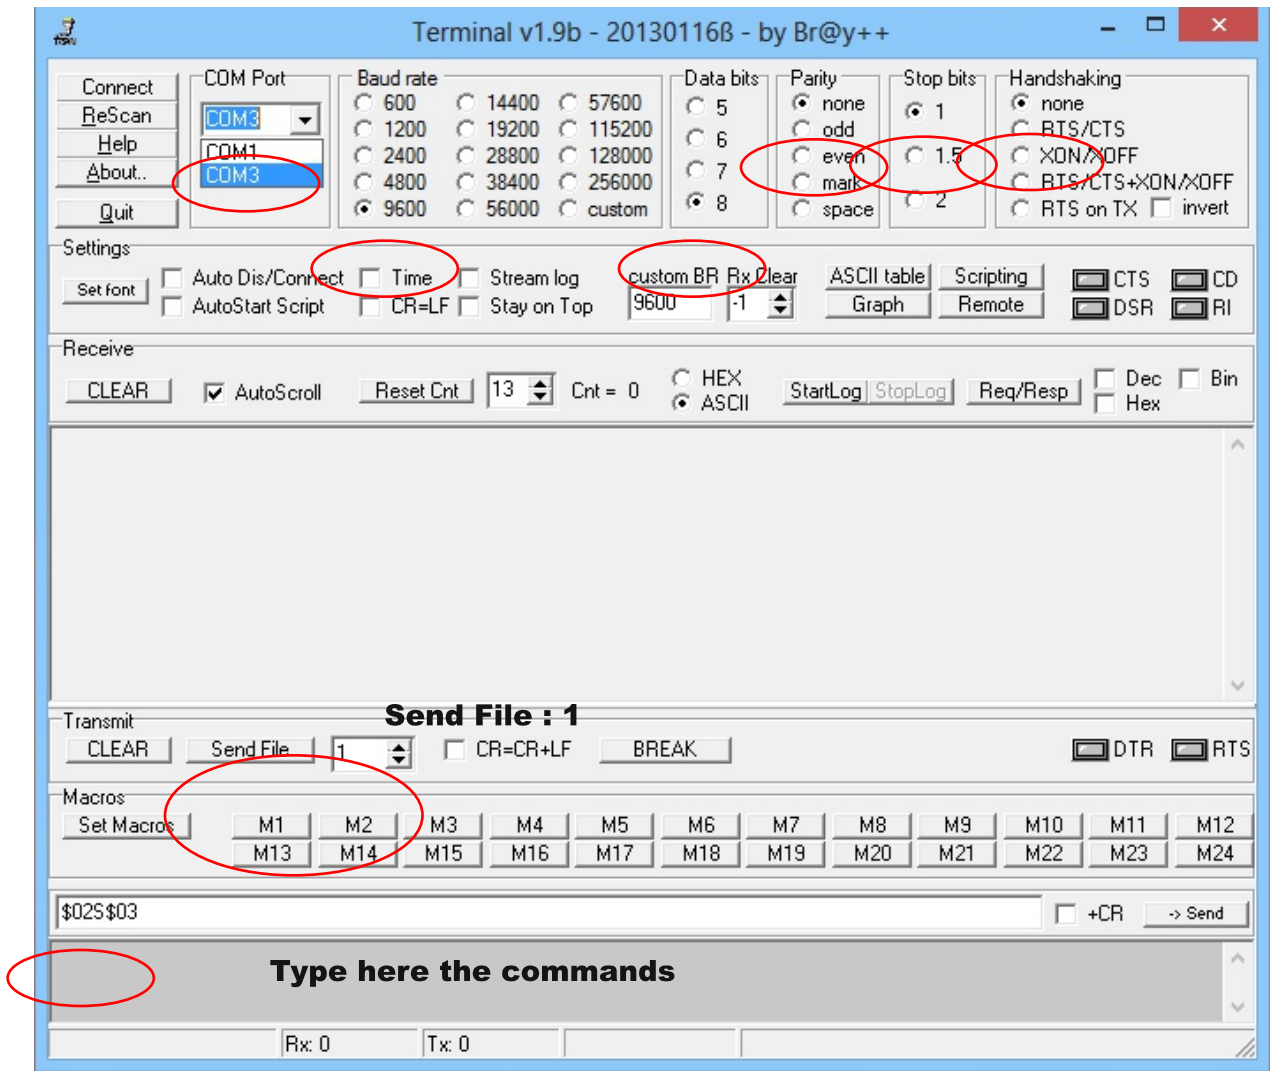 Terminal v1.9b - 20130116ß - by Br@y++
Connect
ReScan
Help
About..
Quit
COM Port
COM3
COM1
COM3
Baud rate
600 14400 57600
1200 19200 115200
2400 28800 128000
4800 38400 256000
9600 56000 custom
Data bits
5
6
7
8
Parity
none
odd
even
mark
space
Stop bits
1
1.5
2
Handshaking
none
RTS/CTS
XON/XOFF
RTS/CTS+XON/XOFF
RTS on TX invert
Settings
Set font
Auto Dis/Connect Time Stream log
AutoStart Script CR=LF Stay on Top
custom BR Rx Clear
9600 -1
ASCII table Scripting
Graph Remote
CTS CD
DSR RI
Receive
CLEAR AutoScroll Reset Cnt 13 Cnt = 0
HEX
ASCII
StartLog StopLog Req/Resp
Dec Bin
Hex
Transmit
Send File : 1
CLEAR Send File 1 CR=CR+LF BREAK DTR RTS
Macros
Set Macros M1 M2 M3 M4 M5 M6 M7 M8 M9 M10 M11 M12
M13 M14 M15 M16 M17 M18 M19 M20 M21 M22 M23 M24
$02S$03 +CR -> Send
Type here the commands
Rx: 0 Tx: 0